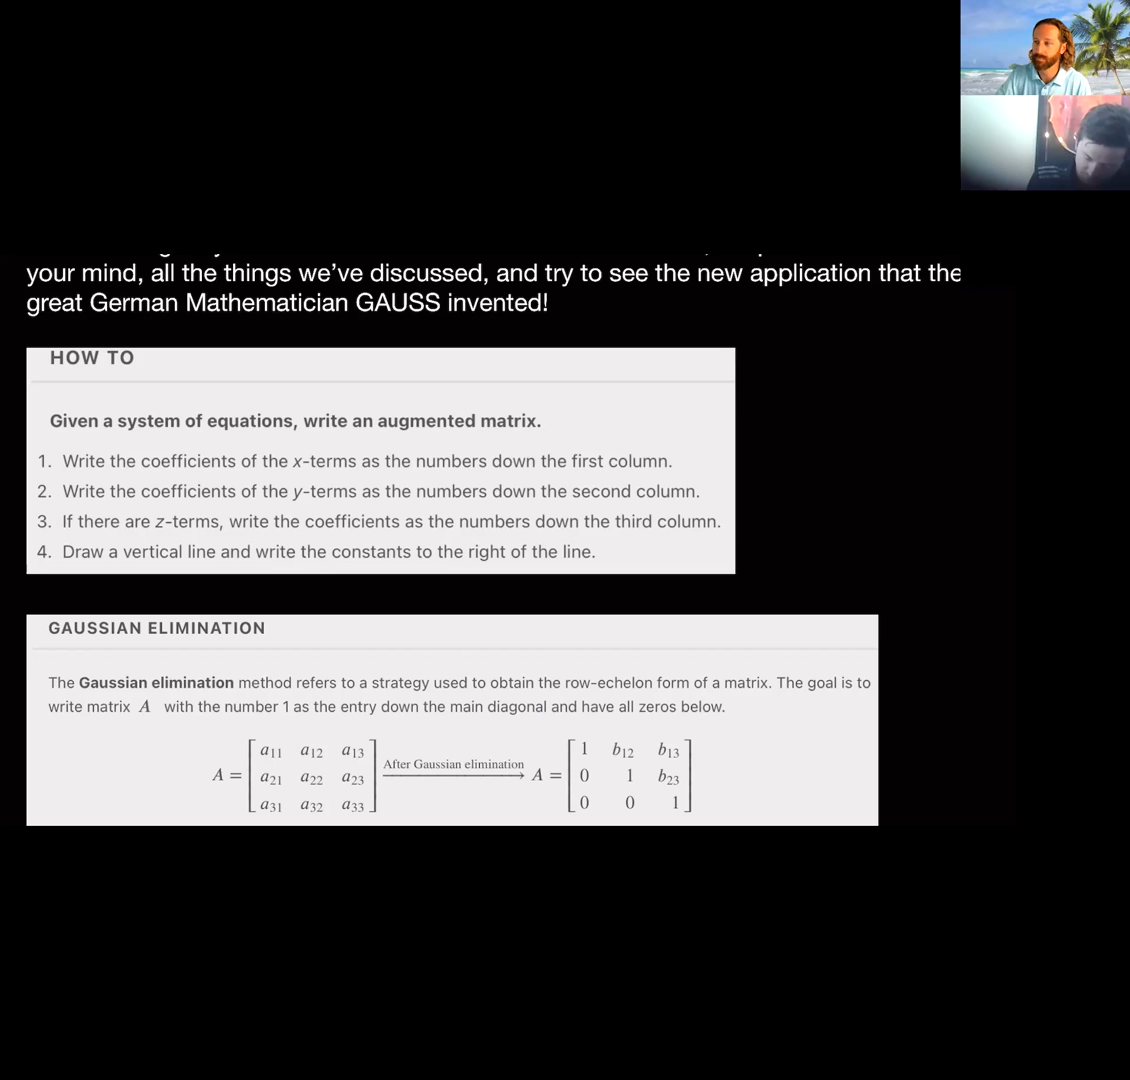 your mind, all the things we've discussed, and try to see the new application that the
great German Mathematician GAUSS invented!
HOW TO
Given a system of equations, write an augmented matrix.
1. Write the coefficients of the x-terms as the numbers down the first column.
2. Write the coefficients of the y-terms as the numbers down the second column.
3. If there are z-terms, write the coefficients as the numbers down the third column.
4. Draw a vertical line and write the constants to the right of the line.
GAUSSIAN ELIMINATION
The Gaussian elimination method refers to a strategy used to obtain the row-echelon form of a matrix. The goal is to
write matrix A with the number 1 as the entry down the main diagonal and have all zeros below.
a11 a12 a13 1 b12 b13
A = a21 a22 a23 After Gaussian elimination A = 0 1 b23
a31 a32 a33 0 0 1